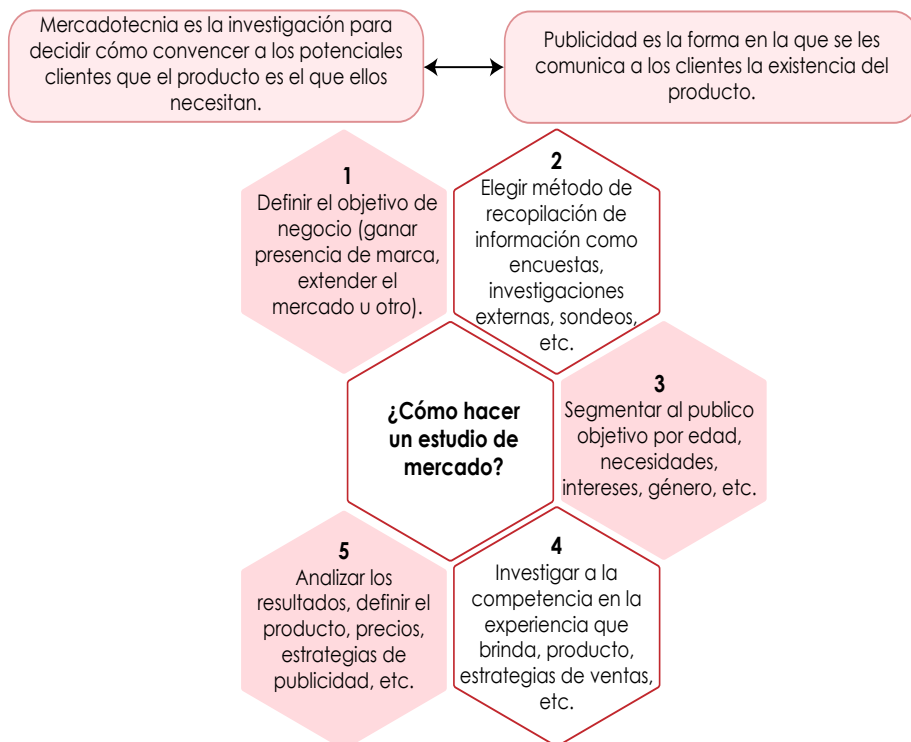 Mercadotecnia es la investigación para
decidir cómo convencer a los potenciales
clientes que el producto es el que ellos
necesitan.
Publicidad es la forma en la que se les
comunica a los clientes la existencia del
producto.
1
Definir el objetivo de
negocio (ganar
presencia de marca,
extender el
mercado u otro).
2
Elegir método de
recopilación de
información como
encuestas,
investigaciones
externas, sondeos,
etc.
¿Cómo hacer
un estudio de
mercado?
3
Segmentar al publico
objetivo por edad,
necesidades,
intereses, género, etc.
4
Investigar a la
competencia en la
experiencia que
brinda, producto,
estrategias de ventas,
etc.
5
Analizar los
resultados, definir el
producto, precios,
estrategias de
publicidad, etc.